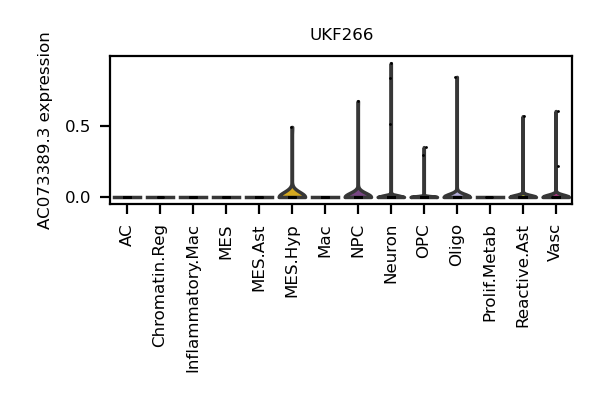 UKF266
AC073389.3 expression
0.5
0.0
AC
Chromatin.Reg
Inflammatory.Mac
MES
MES.Ast
MES.Hyp
Mac
NPC
Neuron
OPC
Oligo
Prolif.Metab
Reactive.Ast
Vasc